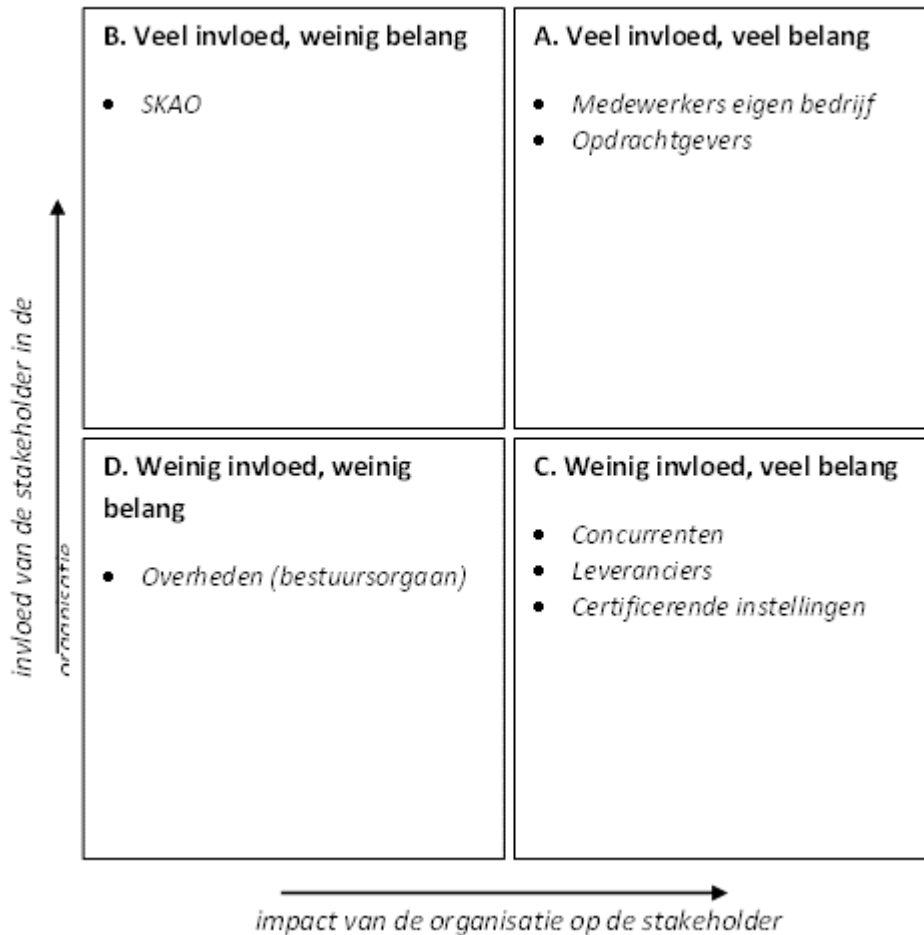 B. Veel invloed, weinig belang
• SKAO
A. Veel invloed, veel belang
• Medewerkers eigen bedrijf
• Opdrachtgevers
D. Weinig invloed, weinig
belang
• Overheden (bestuursorgaan)
C. Weinig invloed, veel belang
• Concurrenten
• Leveranciers
• Certificerende instellingen
invloed van de stakeholder in de
organisatie
impact van de organisatie op de stakeholder